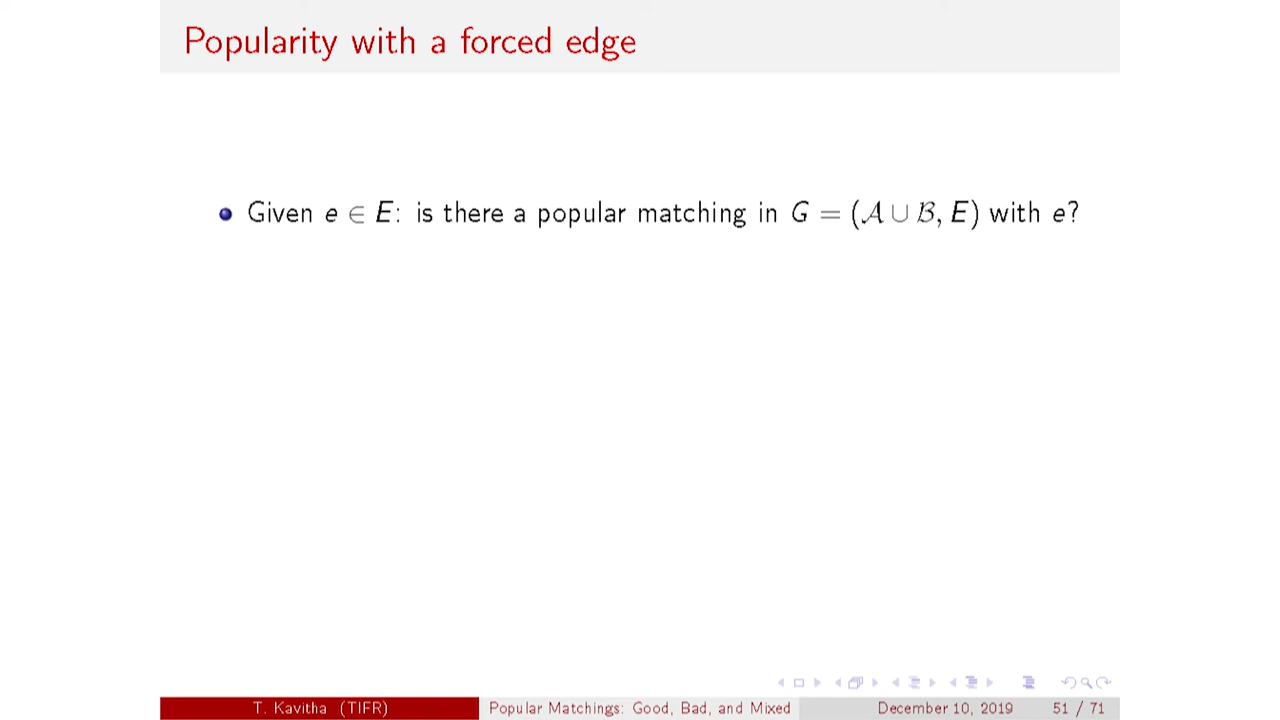 Popularity with a forced edge
Given e ∈ E: is there a popular matching in G = (𝒜 ∪ ℬ, E) with e?
T. Kavitha (TIFR) Popular Matchings: Good, Bad, and Mixed December 10, 2019 51 / 71